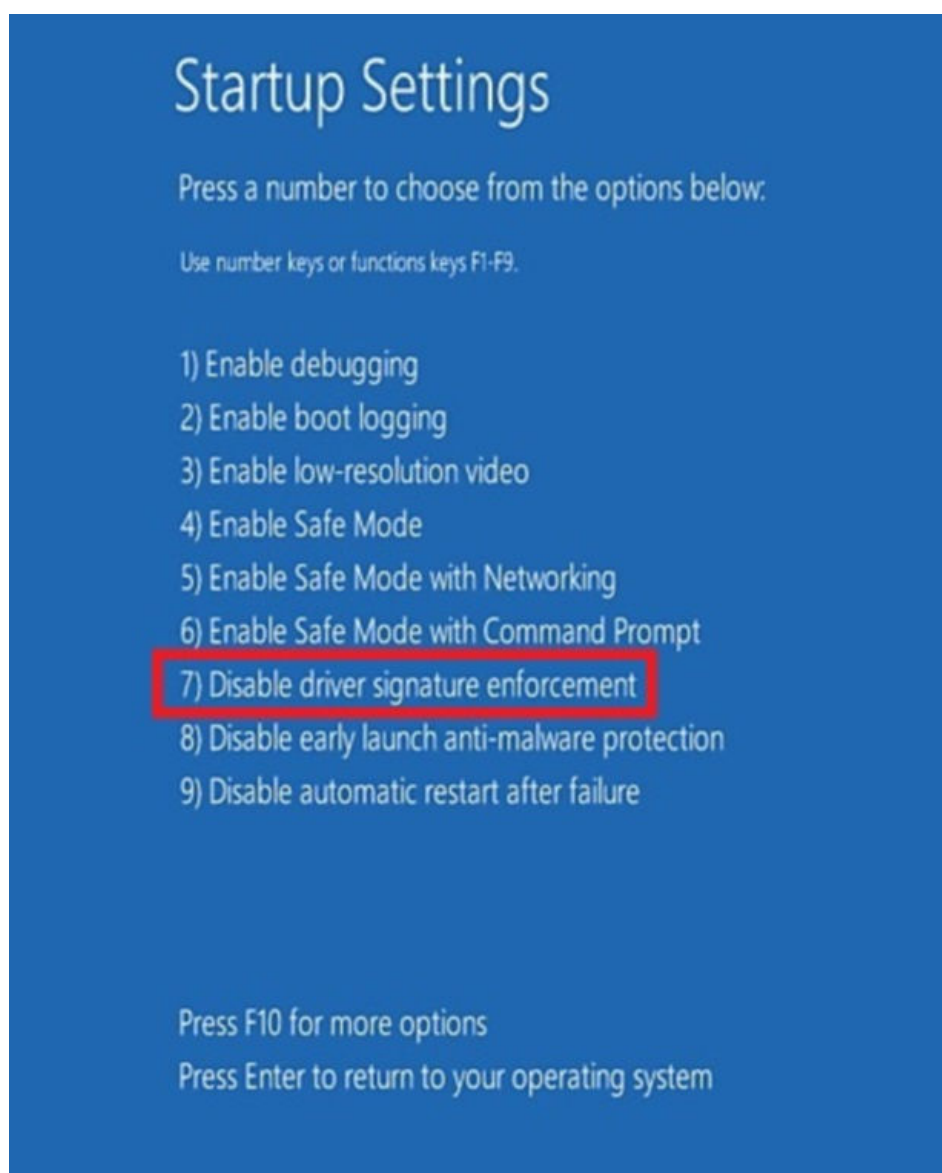 Startup Settings
Press a number to choose from the options below:
Use number keys or functions keys F1-F9.
1) Enable debugging
2) Enable boot logging
3) Enable low-resolution video
4) Enable Safe Mode
5) Enable Safe Mode with Networking
6) Enable Safe Mode with Command Prompt
7) Disable driver signature enforcement
8) Disable early launch anti-malware protection
9) Disable automatic restart after failure
Press F10 for more options
Press Enter to return to your operating system